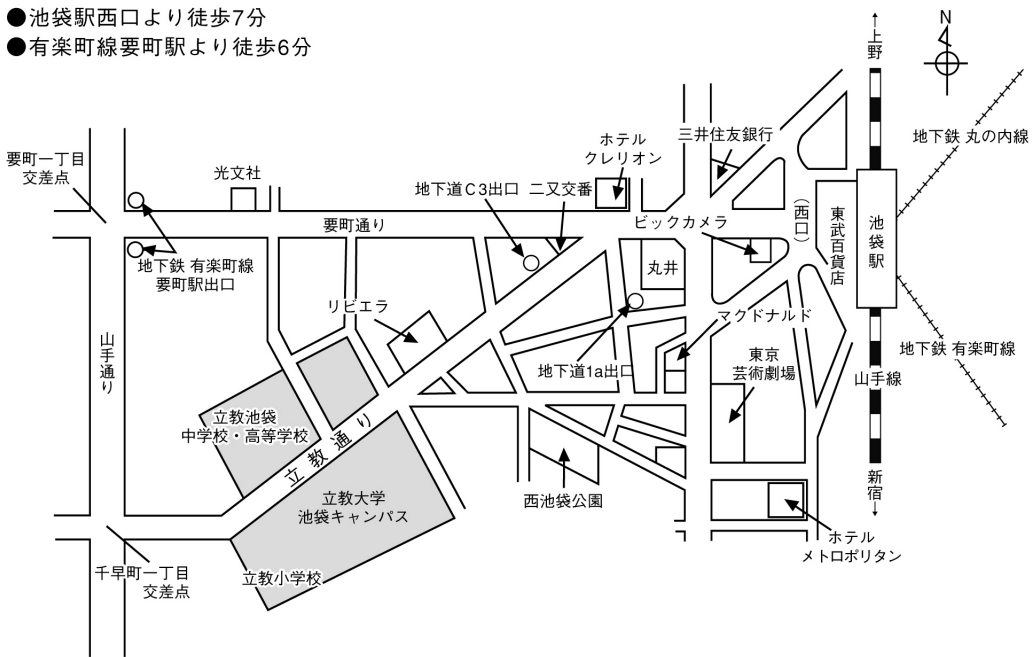 ●池袋駅西口より徒歩7分
●有楽町線要町駅より徒歩6分
N
←上野
地下鉄 丸の内線
三井住友銀行
ホテル
クレリオン
要町一丁目
交差点
光文社
地下道C3出口
二又交番
ビックカメラ
(西口)
東武百貨店
池袋駅
要町通り
地下鉄 有楽町線
要町駅出口
丸井
リビエラ
マクドナルド
山手通り
地下道1a出口
東京
芸術劇場
地下鉄 有楽町線
山手線
立教池袋
中学校・高等学校
立教通り
立教大学
池袋キャンパス
西池袋公園
新宿→
ホテル
メトロポリタン
千早町一丁目
交差点
立教小学校